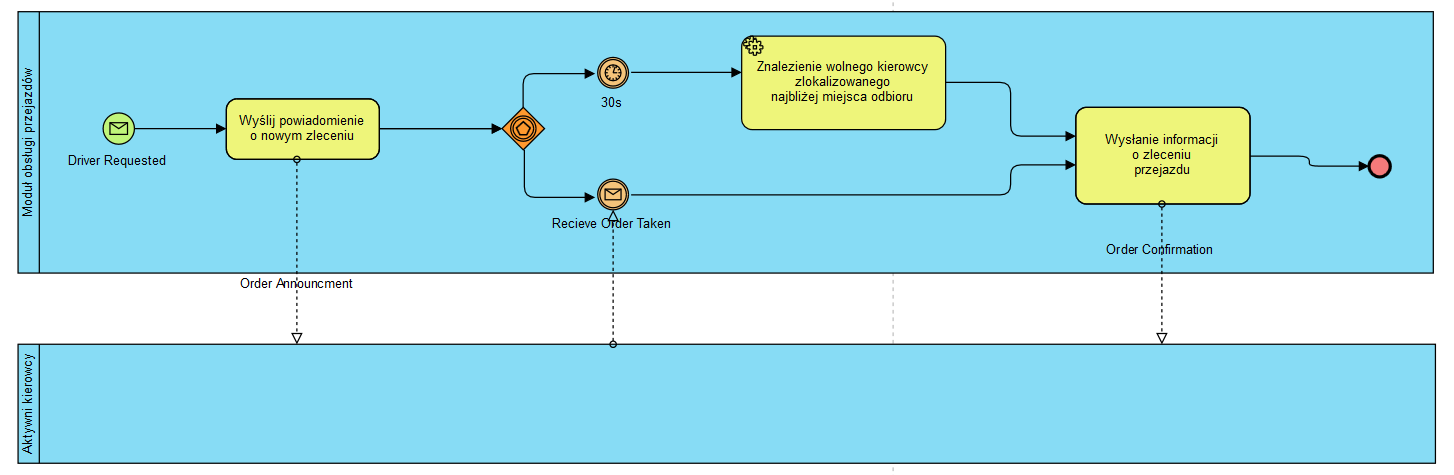 Moduł obsługi przejazdów
Driver Requested
Wyślij powiadomienie
o nowym zleceniu
30s
Recieve Order Taken
Znalezienie wolnego kierowcy
zlokalizowanego
najbliżej miejsca odbioru
Wysłanie informacji
o zleceniu
przejazdu
Order Announcment
Order Confirmation
Aktywni kierowcy